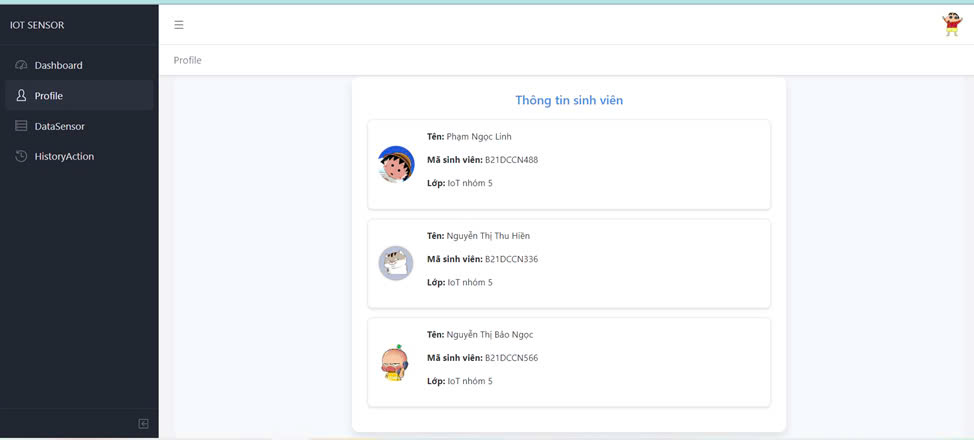 IOT SENSOR
Dashboard
Profile
DataSensor
HistoryAction
Profile
Thông tin sinh viên
Tên: Phạm Ngọc Linh
Mã sinh viên: B21DCCN488
Lớp: IoT nhóm 5
Tên: Nguyễn Thị Thu Hiền
Mã sinh viên: B21DCCN336
Lớp: IoT nhóm 5
Tên: Nguyễn Thị Bảo Ngọc
Mã sinh viên: B21DCCN566
Lớp: IoT nhóm 5